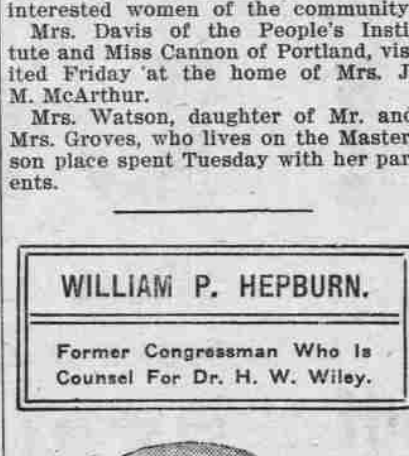 interested women of the community
Mrs. Davis of the People's Insti
tute and Miss Cannon of Portland, vis
ited Friday 'at the home of Mrs. J
M. McArthur.
Mrs. Watson, daughter of Mr. and
Mrs. Groves, who lives on the Master
son place spent Tuesday with her par
ents.
WILLIAM P. HEPBURN.
Former Congressman Who Is
Counsel For Dr. H. W. Wiley.